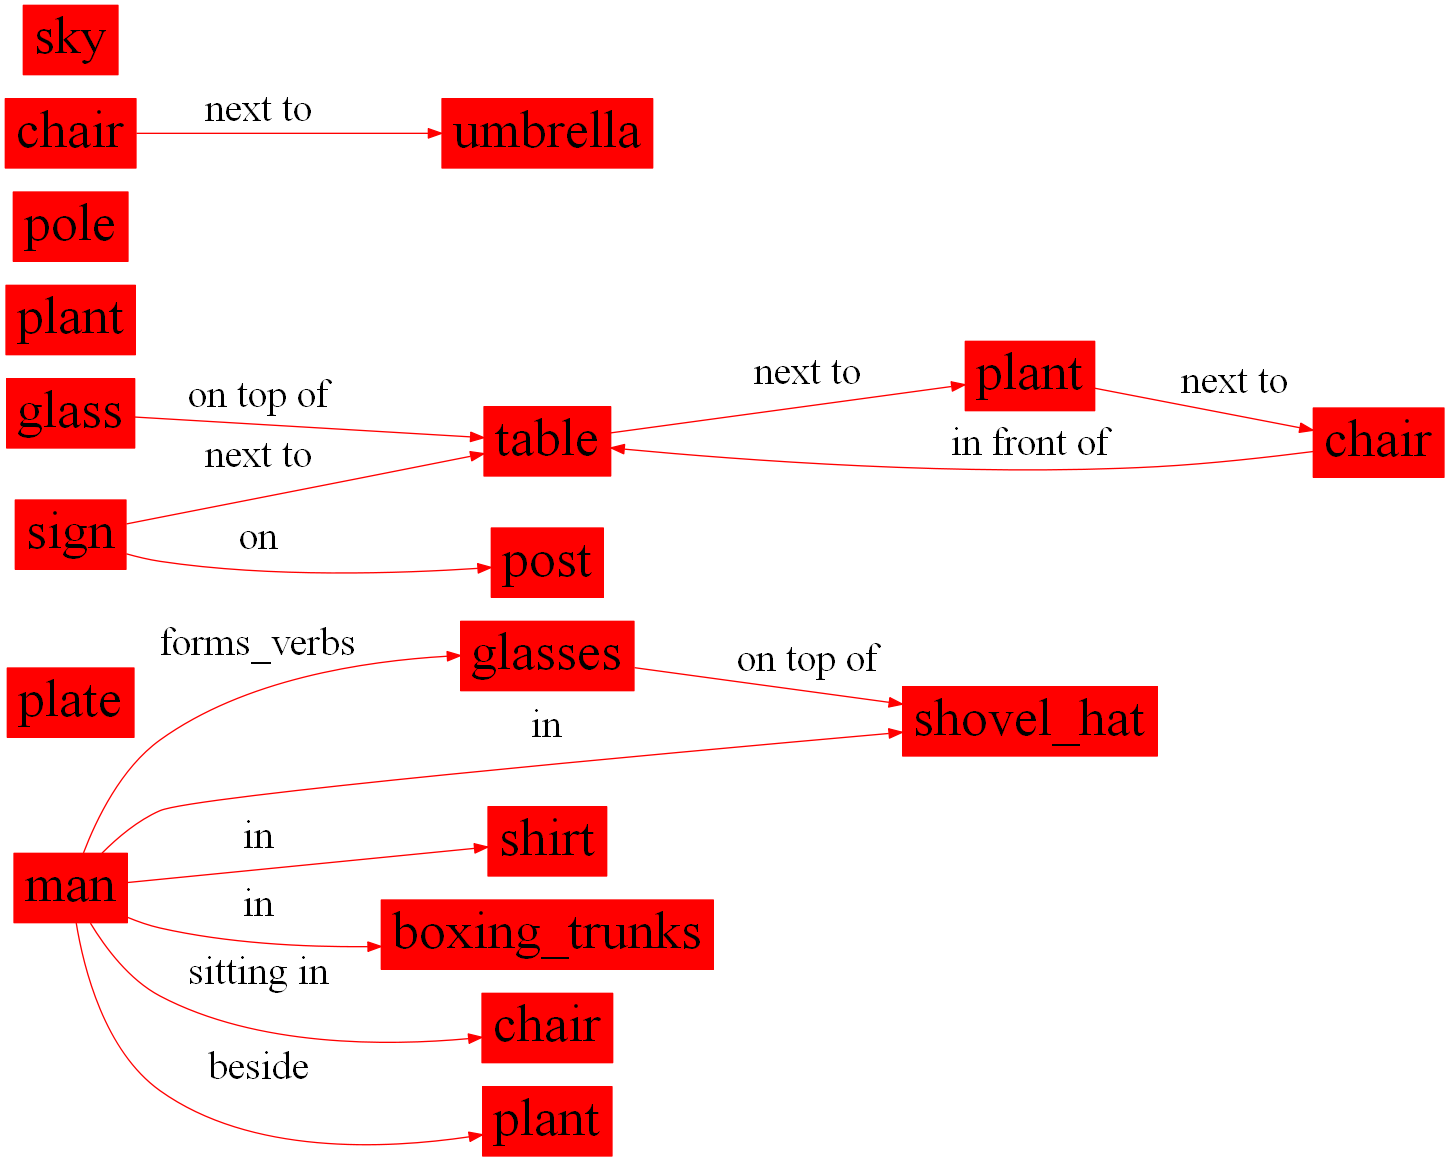 sky
chair
next to
umbrella
pole
plant
glass
on top of
table
next to
plant
next to
chair
in front of
sign
next to
on
post
forms_verbs
glasses
on top of
shovel_hat
plate
in
man
in
shirt
in
boxing_trunks
sitting in
chair
beside
plant